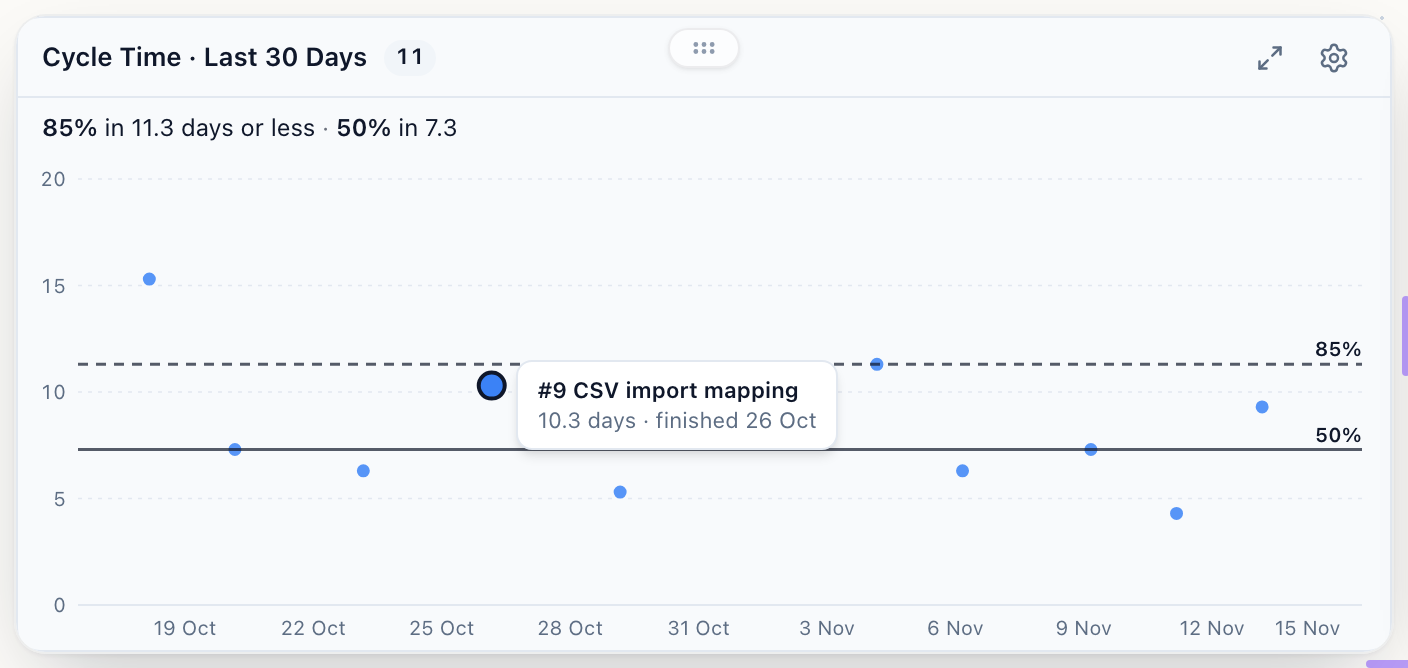 Cycle Time · Last 30 Days 11
85% in 11.3 days or less · 50% in 7.3
20
15
85%
10
#9 CSV import mapping
10.3 days · finished 26 Oct
50%
5
0
19 Oct 22 Oct 25 Oct 28 Oct 31 Oct 3 Nov 6 Nov 9 Nov 12 Nov 15 Nov